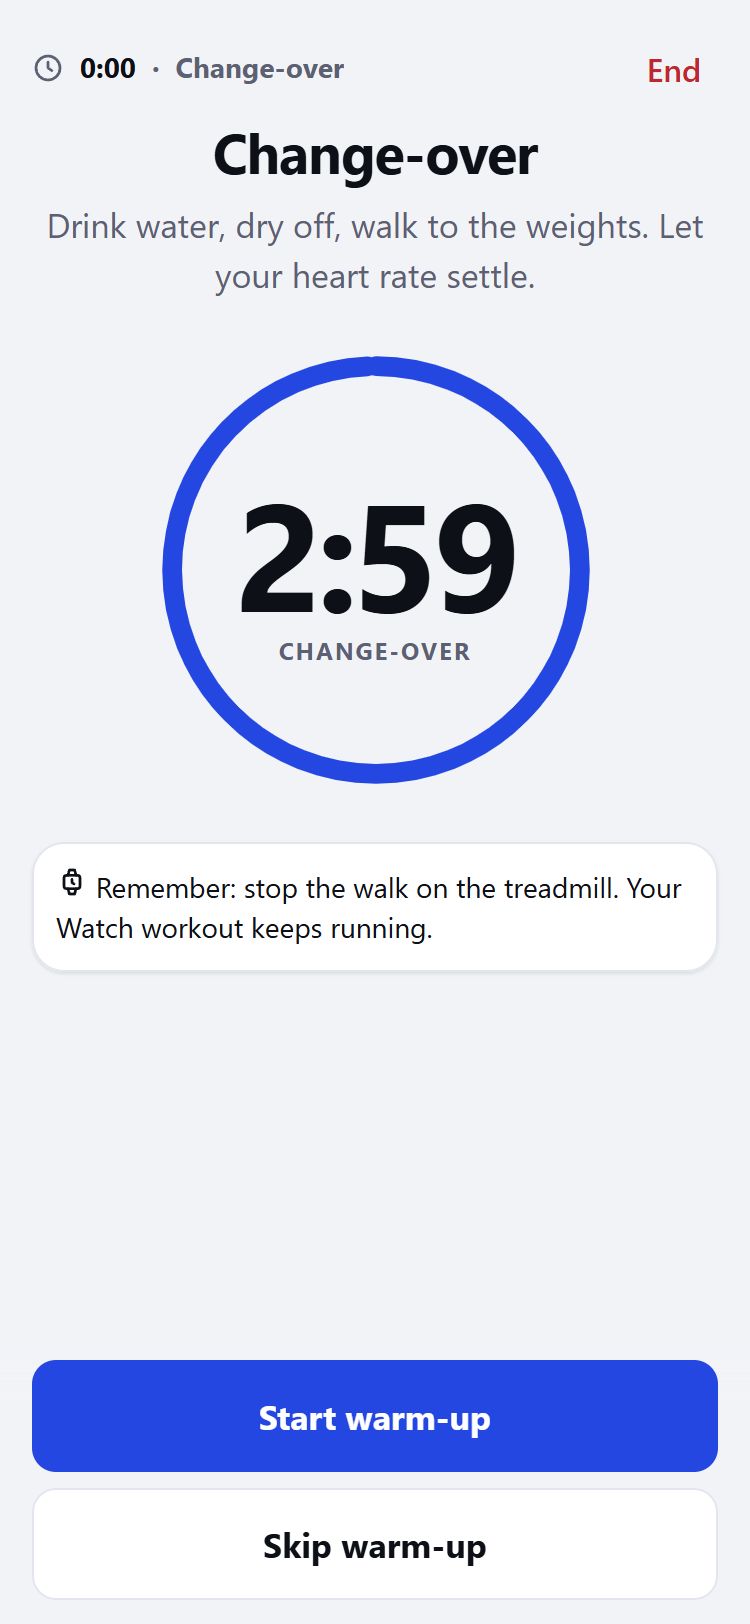 0:00 · Change-over
End
Change-over
Drink water, dry off, walk to the weights. Let
your heart rate settle.
2:59
CHANGE-OVER
Remember: stop the walk on the treadmill. Your
Watch workout keeps running.
Start warm-up
Skip warm-up